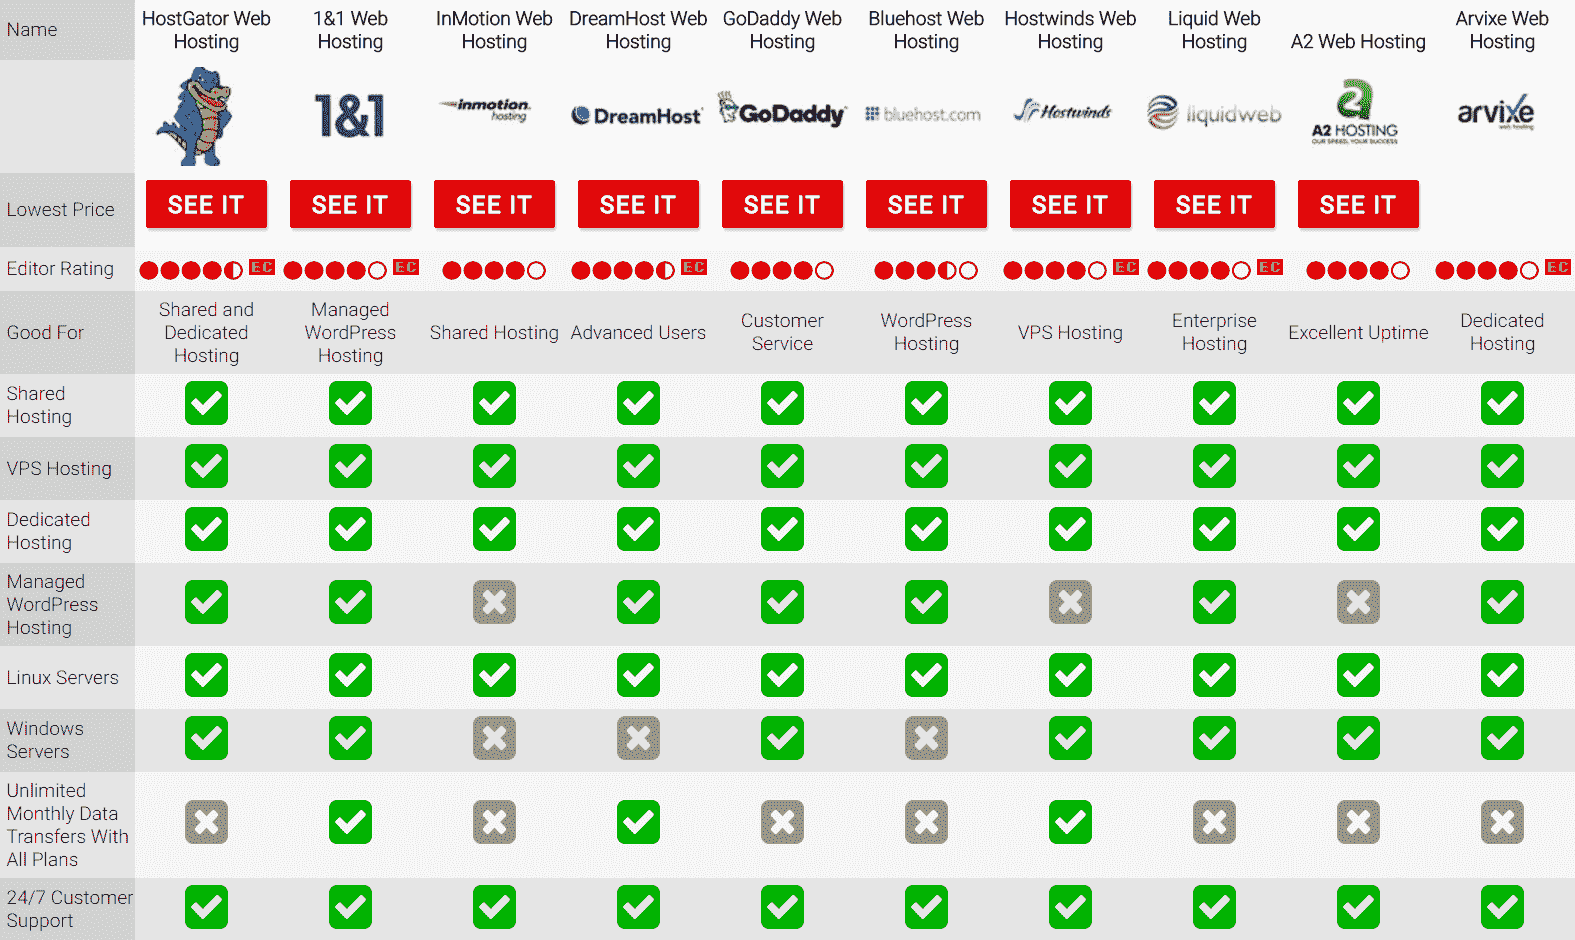 Name
HostGator Web
Hosting
1&1 Web
Hosting
InMotion Web
Hosting
DreamHost Web
Hosting
GoDaddy Web
Hosting
Bluehost Web
Hosting
Hostwinds Web
Hosting
Liquid Web
Hosting
A2 Web Hosting
Arvixe Web
Hosting
1&1
inmotion
hosting
DreamHost
GoDaddy
bluehost.com
Hostwinds
liquidweb
A2 HOSTING
OUR SPEED, YOUR SUCCESS
arvixe
web hosting
Lowest Price
SEE IT
SEE IT
SEE IT
SEE IT
SEE IT
SEE IT
SEE IT
SEE IT
SEE IT
Editor Rating
EC
EC
EC
EC
EC
EC
Good For
Shared and
Dedicated
Hosting
Managed
WordPress
Hosting
Shared Hosting
Advanced Users
Customer
Service
WordPress
Hosting
VPS Hosting
Enterprise
Hosting
Excellent Uptime
Dedicated
Hosting
Shared
Hosting
VPS Hosting
Dedicated
Hosting
Managed
WordPress
Hosting
Linux Servers
Windows
Servers
Unlimited
Monthly Data
Transfers With
All Plans
24/7 Customer
Support